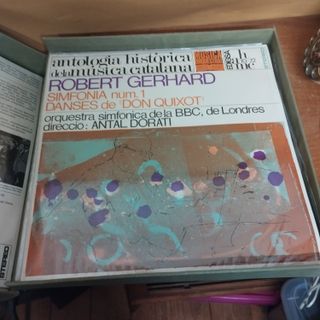 antologia històrica
de la música catalana
ROBERT GERHARD
SIMFONIA núm. 1
DANSES de 'DON QUIXOT'
orquestra simfònica de la BBC, de Londres
direcció: ANTAL DORATI
STEREO